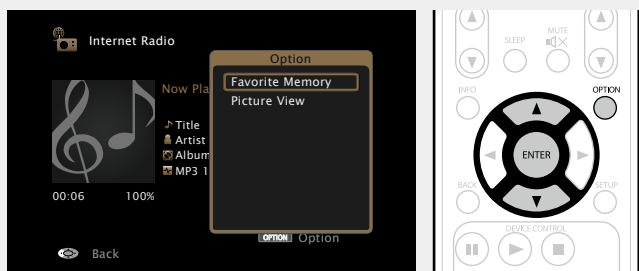 Internet Radio
Option
Favorite Memory
Picture View
Now Pla
Title
Artist
Album
MP3 1
00:06 100%
OPTION Option
Back
SLEEP
MUTE
INFO
OPTION
ENTER
BACK
SETUP
DEVICE CONTROL